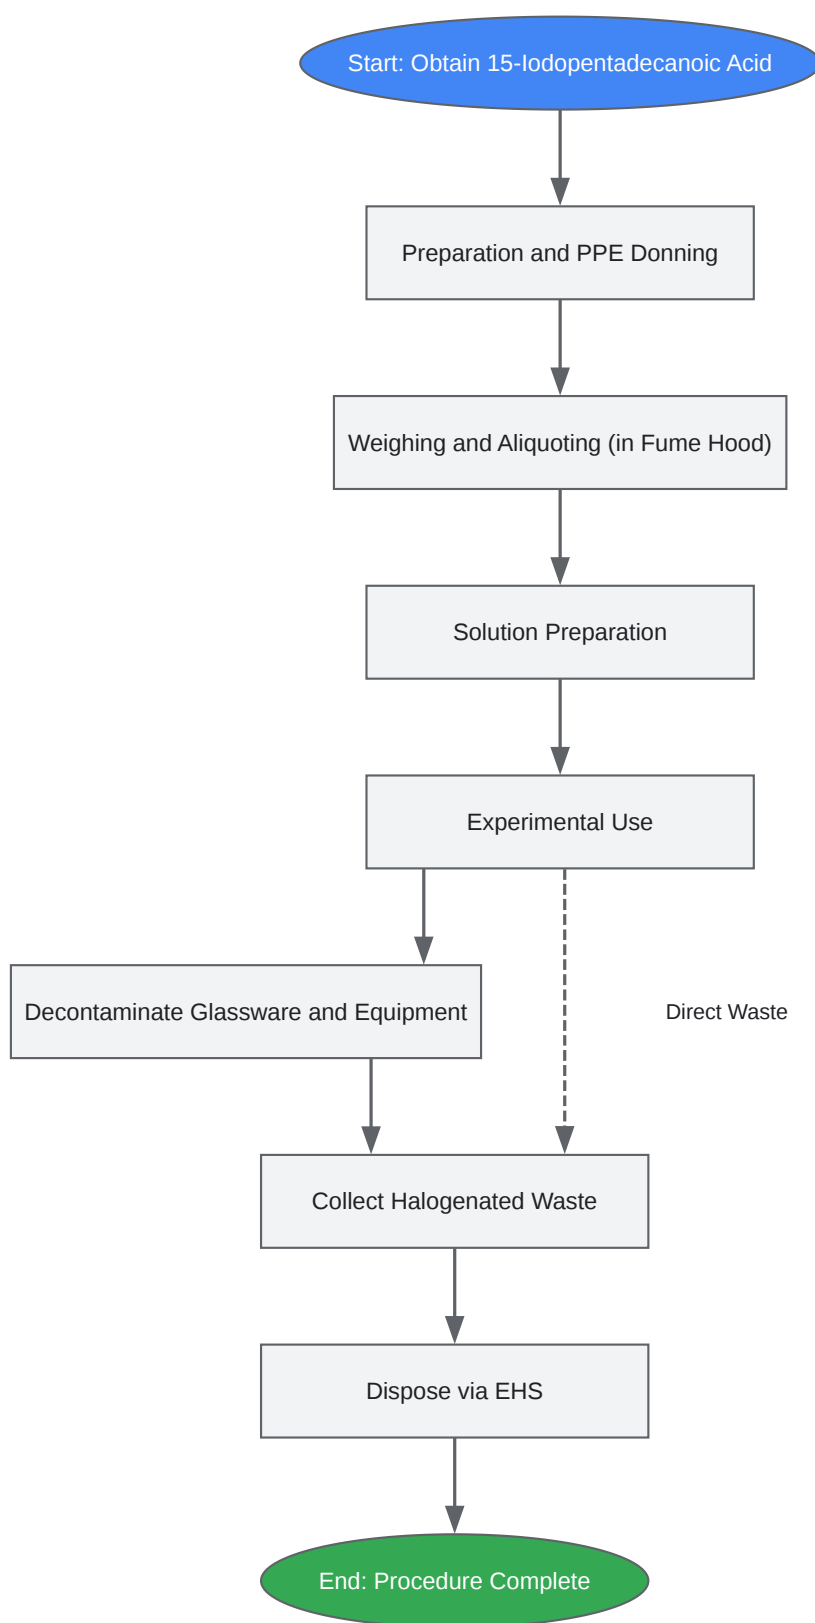 Start: Obtain 15-Iodopentadecanoic Acid
Preparation and PPE Donning
Weighing and Aliquoting (in Fume Hood)
Solution Preparation
Experimental Use
Decontaminate Glassware and Equipment
Direct Waste
Collect Halogenated Waste
Dispose via EHS
End: Procedure Complete